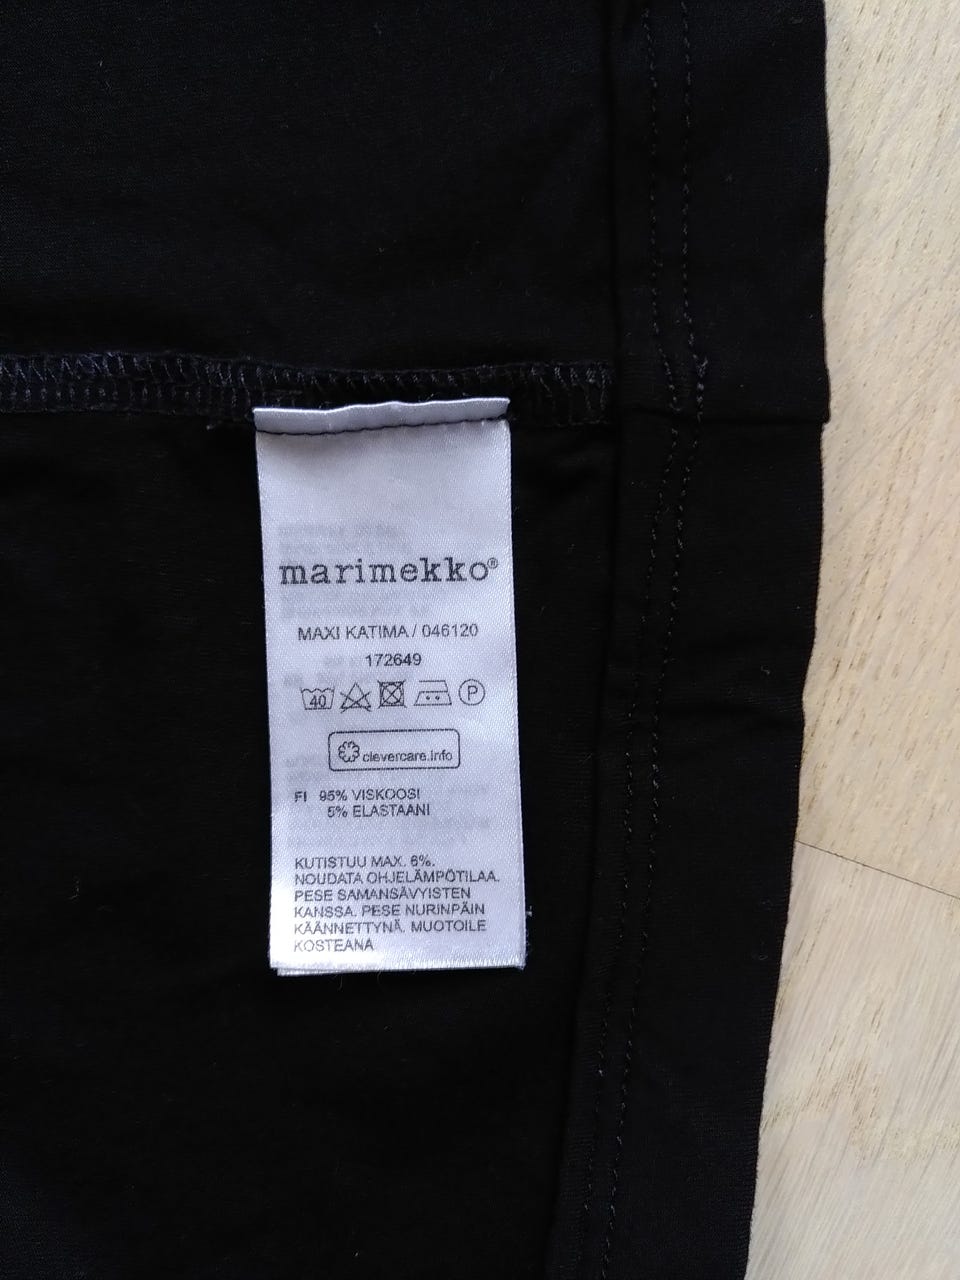 marimekko®
MAXI KATIMA / 046120
172649
40 P
clevercare.info
FI 95% VISKOOSI
5% ELASTAANI
KUTISTUU MAX. 6%.
NOUDATA OHJELÄMPÖTILAA.
PESE SAMANSÄVYISTEN
KANSSA. PESE NURINPÄIN
KÄÄNNETTYNÄ. MUOTOILE
KOSTEANA